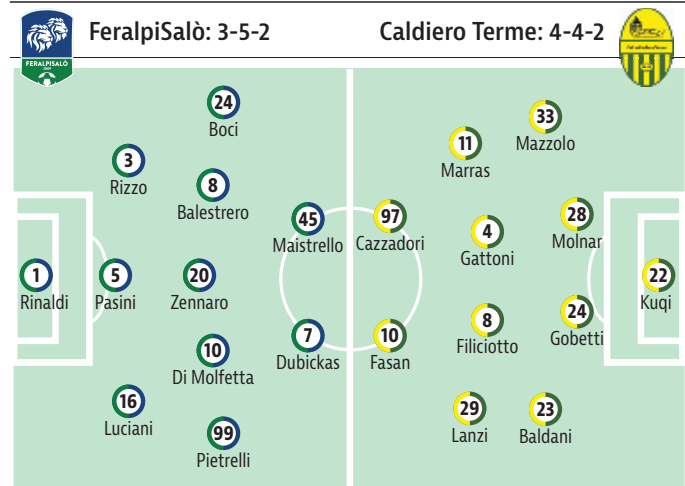 FeralpiSalò: 3-5-2
Caldiero Terme: 4-4-2
FERALPISALÒ
24
Boci
3
Rizzo
8
Balestrero
45
Maistrello
1
Rinaldi
5
Pasini
20
Zennaro
10
Di Molfetta
7
Dubickas
16
Luciani
99
Pietrelli
33
Mazzolo
11
Marras
97
Cazzadori
4
Gattoni
28
Molnar
22
Kuqi
10
Fasan
8
Filiciotto
24
Gobetti
29
Lanzi
23
Baldani